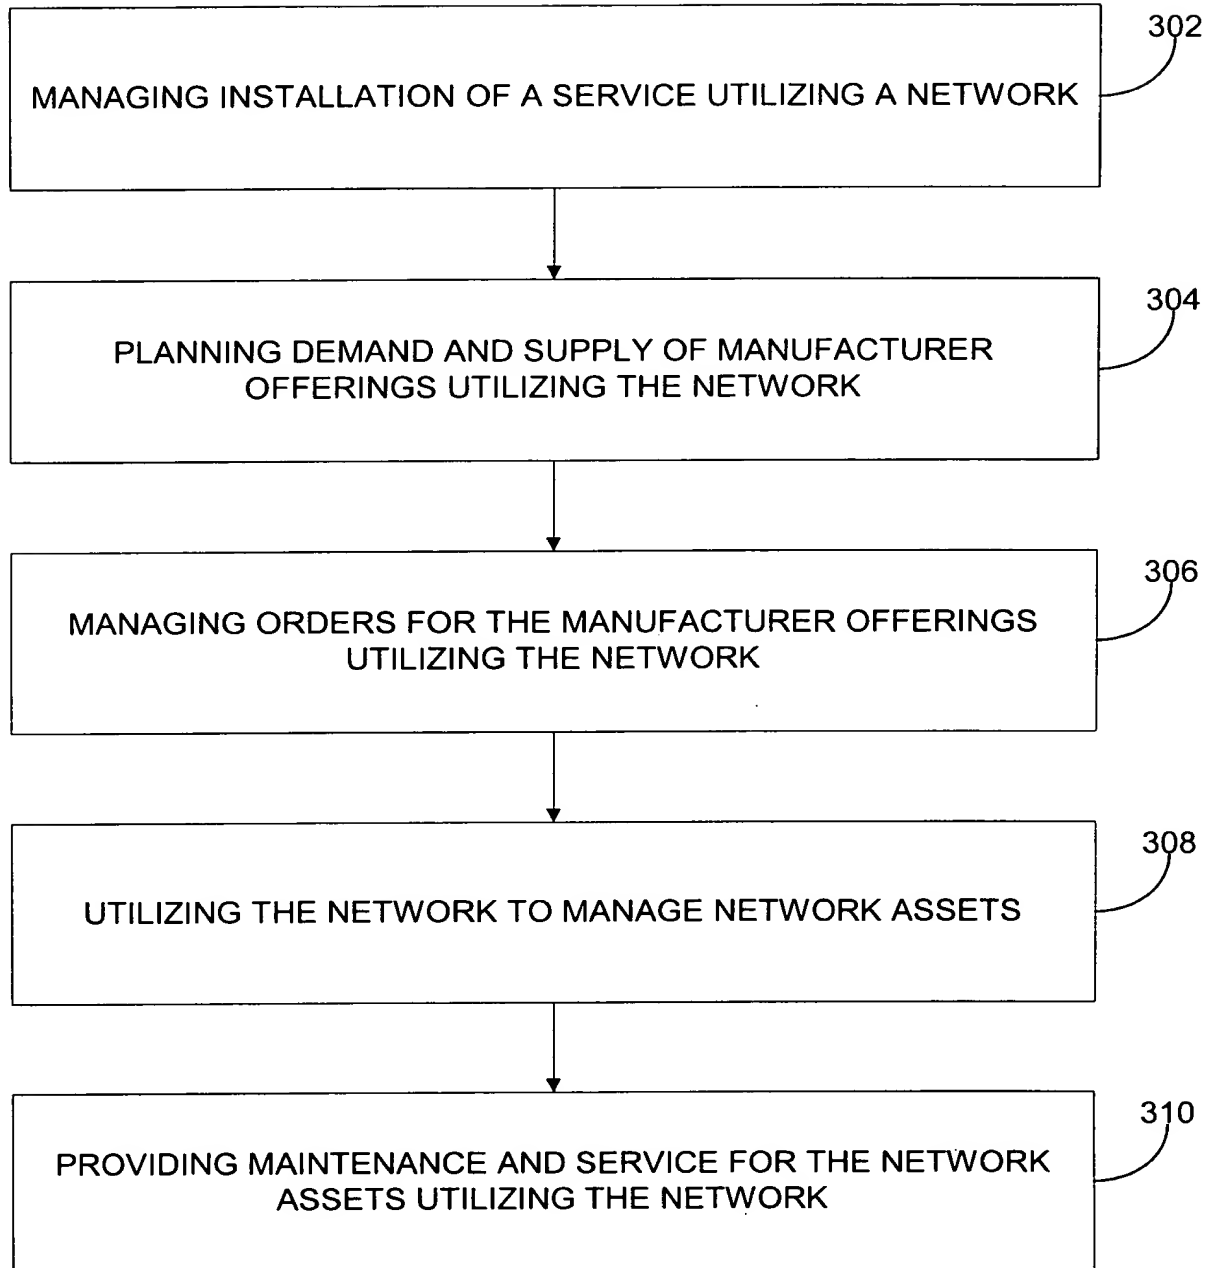 302
MANAGING INSTALLATION OF A SERVICE UTILIZING A NETWORK
304
PLANNING DEMAND AND SUPPLY OF MANUFACTURER
OFFERINGS UTILIZING THE NETWORK
306
MANAGING ORDERS FOR THE MANUFACTURER OFFERINGS
UTILIZING THE NETWORK
308
UTILIZING THE NETWORK TO MANAGE NETWORK ASSETS
310
PROVIDING MAINTENANCE AND SERVICE FOR THE NETWORK
ASSETS UTILIZING THE NETWORK